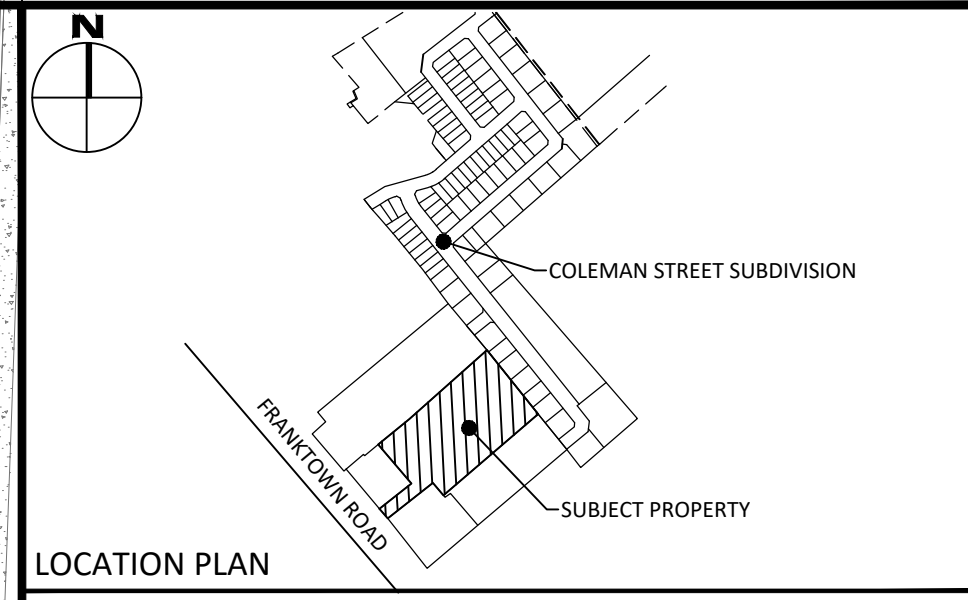 N
COLEMAN STREET SUBDIVISION
FRANKTOWN ROAD
SUBJECT PROPERTY
LOCATION PLAN